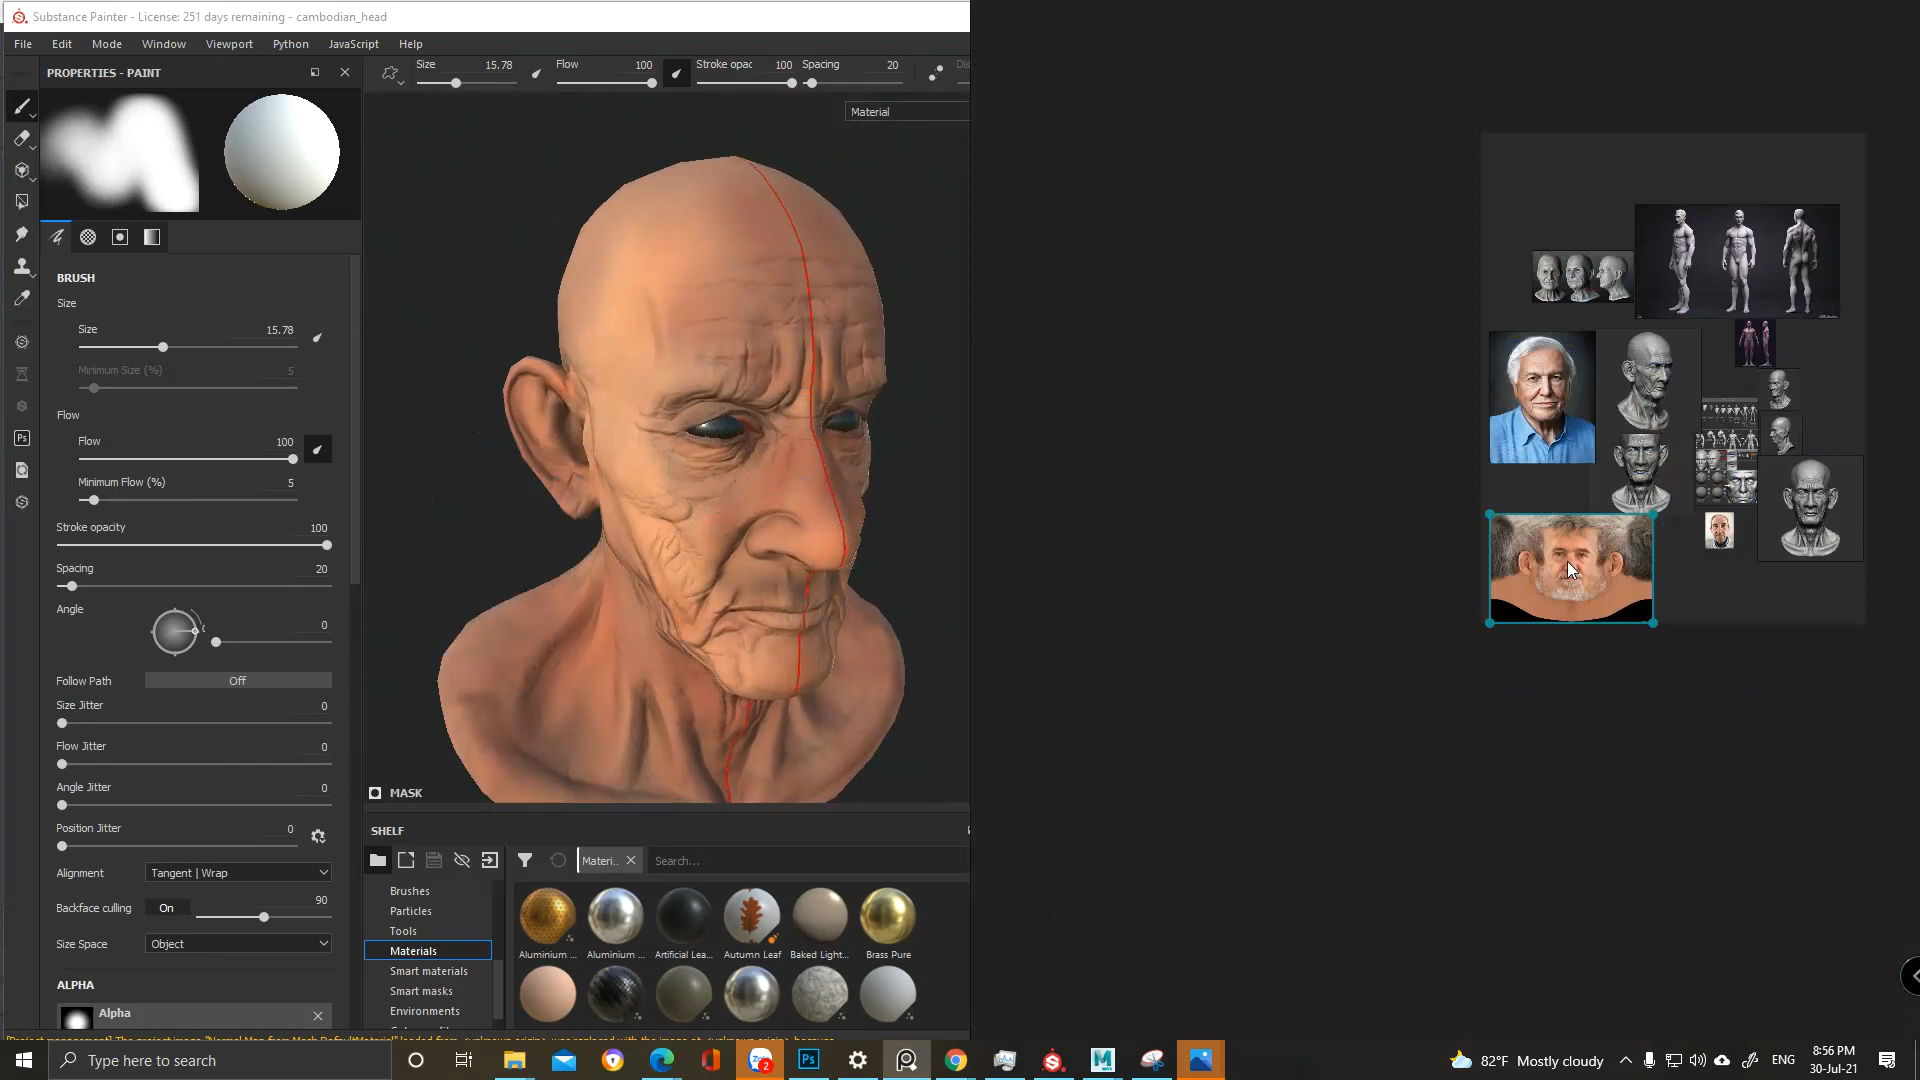 Substance Painter - License: 251 days remaining - cambodian_head
File Edit Mode Window Viewport Python JavaScript Help
PROPERTIES - PAINT
Size 15.78
Flow 100
Stroke opac 100
Spacing 20
Dis
Material
BRUSH
Size
Size 15.78
Minimum Size (%) 5
Flow
Flow 100
Minimum Flow (%) 5
Stroke opacity 100
Spacing 20
Angle
0
Follow Path Off
Size Jitter 0
Flow Jitter 0
Angle Jitter 0
Position Jitter 0
Alignment Tangent | Wrap
Backface culling On 90
Size Space Object
ALPHA
Alpha
MASK
SHELF
Materi...
Search...
Brushes
Particles
Tools
Materials
Smart materials
Smart masks
Environments
Aluminium ...
Aluminium ...
Artificial Lea...
Autumn Leaf
Baked Light...
Brass Pure
Ps
Type here to search
2
Ps
82°F Mostly cloudy
ENG
8:56 PM
30-Jul-21